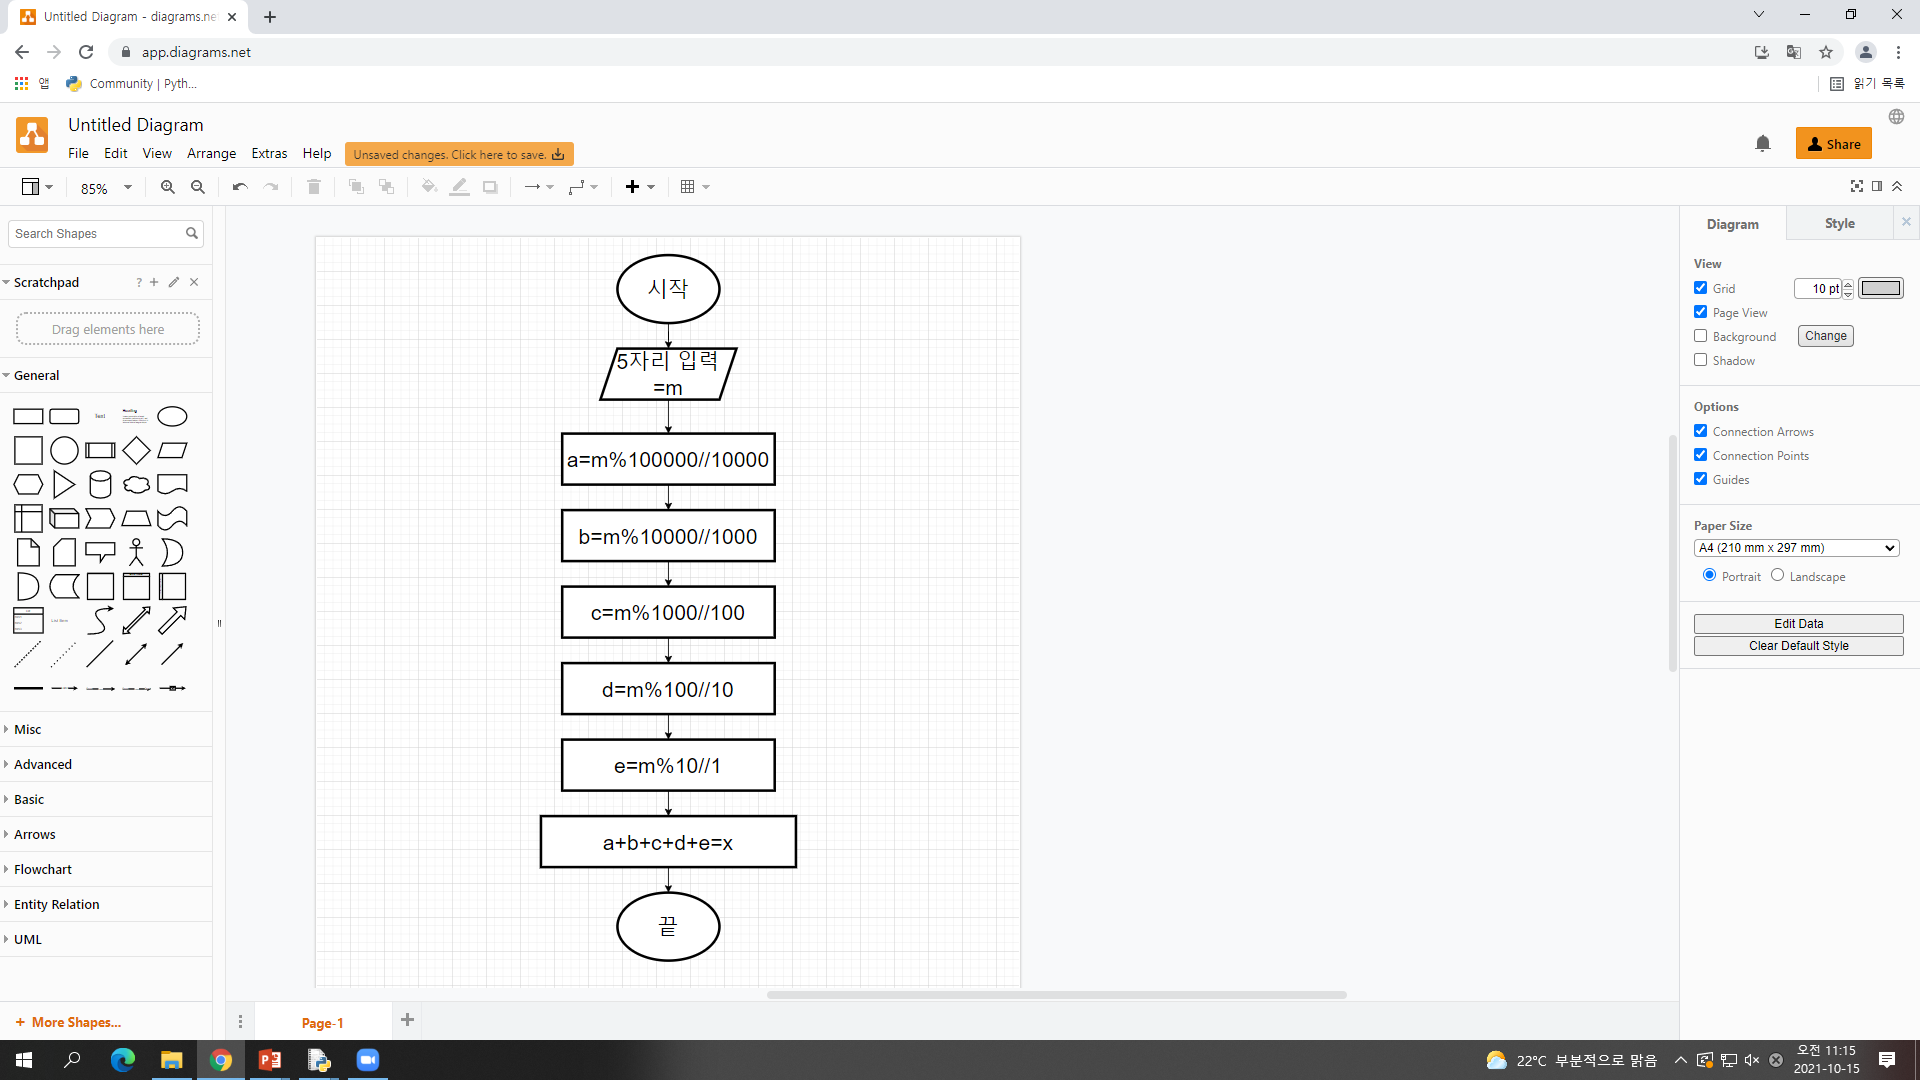 Untitled Diagram - diagrams.ne
app.diagrams.net
앱
Community | Pyth...
읽기 목록
Untitled Diagram
File Edit View Arrange Extras Help
Unsaved changes. Click here to save.
Share
85%
Search Shapes
Scratchpad
?
Drag elements here
General
Text
Heading
Misc
Advanced
Basic
Arrows
Flowchart
Entity Relation
UML
+ More Shapes...
시작
5자리 입력
=m
a=m%100000//10000
b=m%10000//1000
c=m%1000//100
d=m%100//10
e=m%10//1
a+b+c+d+e=x
끝
Page-1
Diagram
Style
View
Grid
10 pt
Page View
Background
Change
Shadow
Options
Connection Arrows
Connection Points
Guides
Paper Size
A4 (210 mm x 297 mm)
Portrait
Landscape
Edit Data
Clear Default Style
22°C 부분적으로 맑음
오전 11:15
2021-10-15